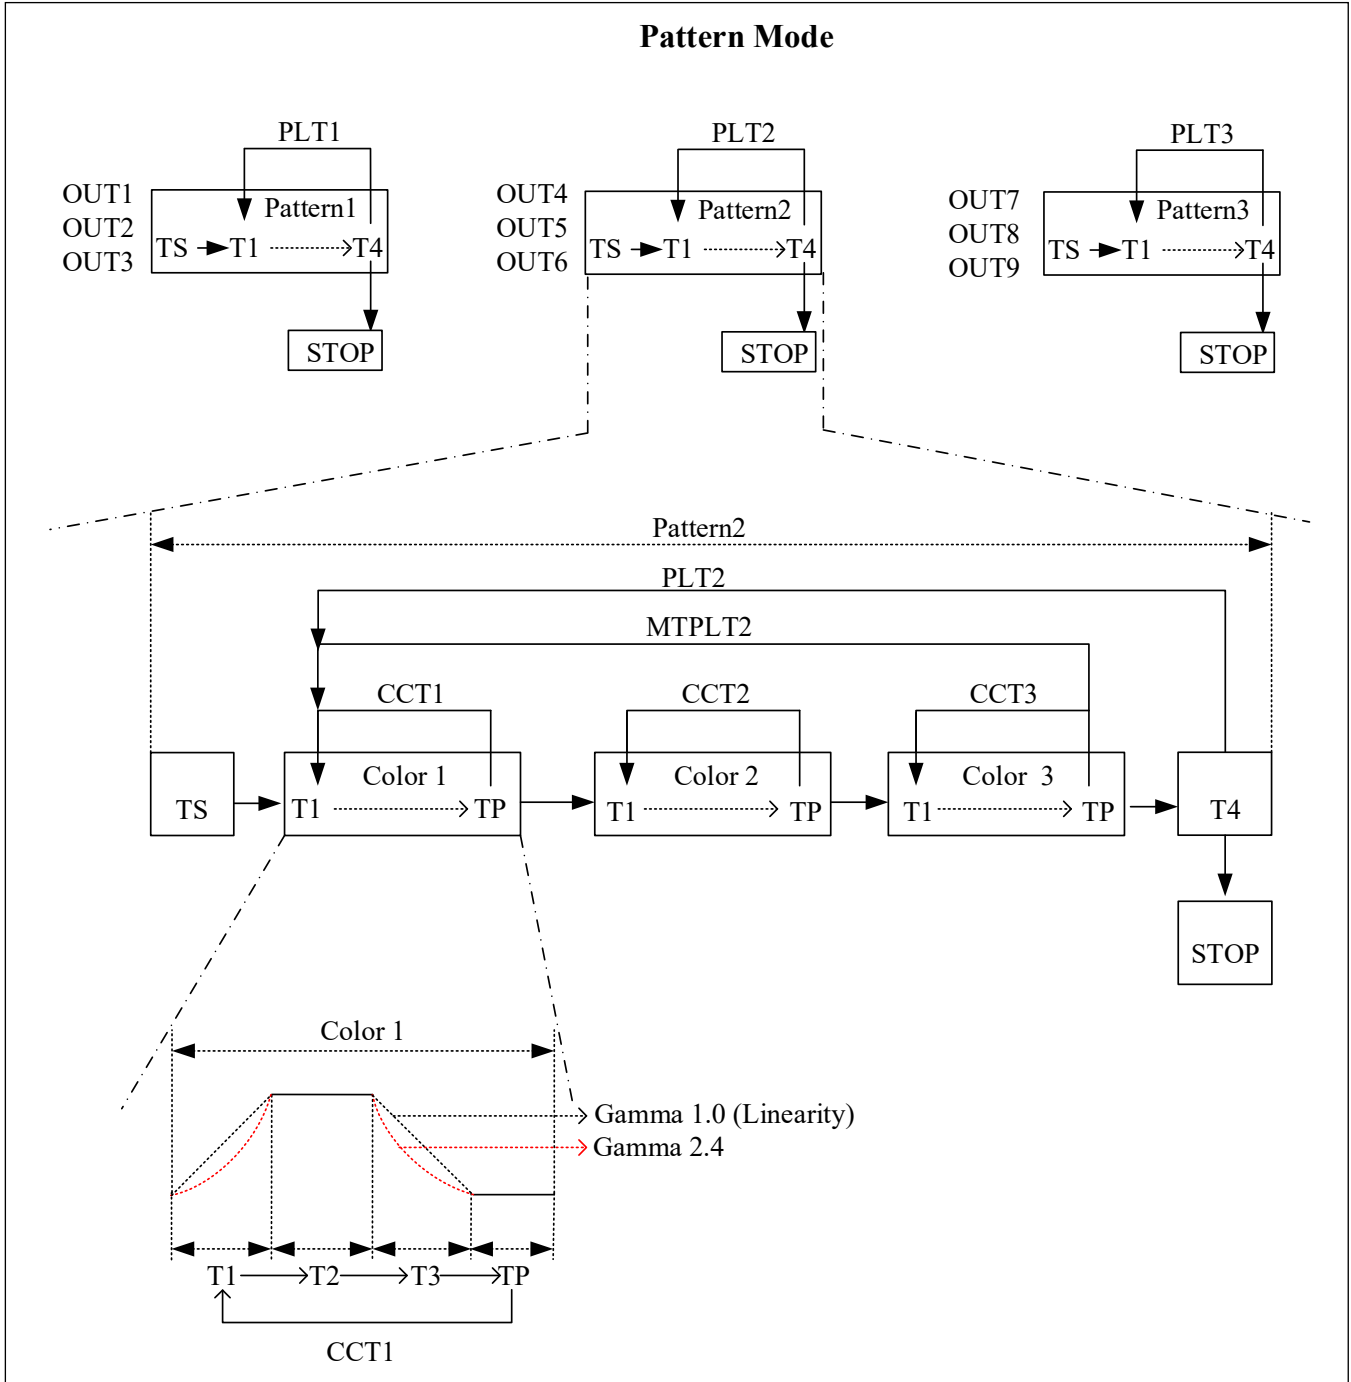 Pattern Mode
PLT1
PLT2
PLT3
OUT1
OUT2
OUT3
Pattern1
TS T1 T4
STOP
OUT4
OUT5
OUT6
Pattern2
TS T1 T4
STOP
OUT7
OUT8
OUT9
Pattern3
TS T1 T4
STOP
Pattern2
PLT2
MTPLT2
CCT1
CCT2
CCT3
TS
Color 1
T1 TP
Color 2
T1 TP
Color 3
T1 TP
T4
STOP
Color 1
Gamma 1.0 (Linearity)
Gamma 2.4
T1 T2 T3 TP
CCT1